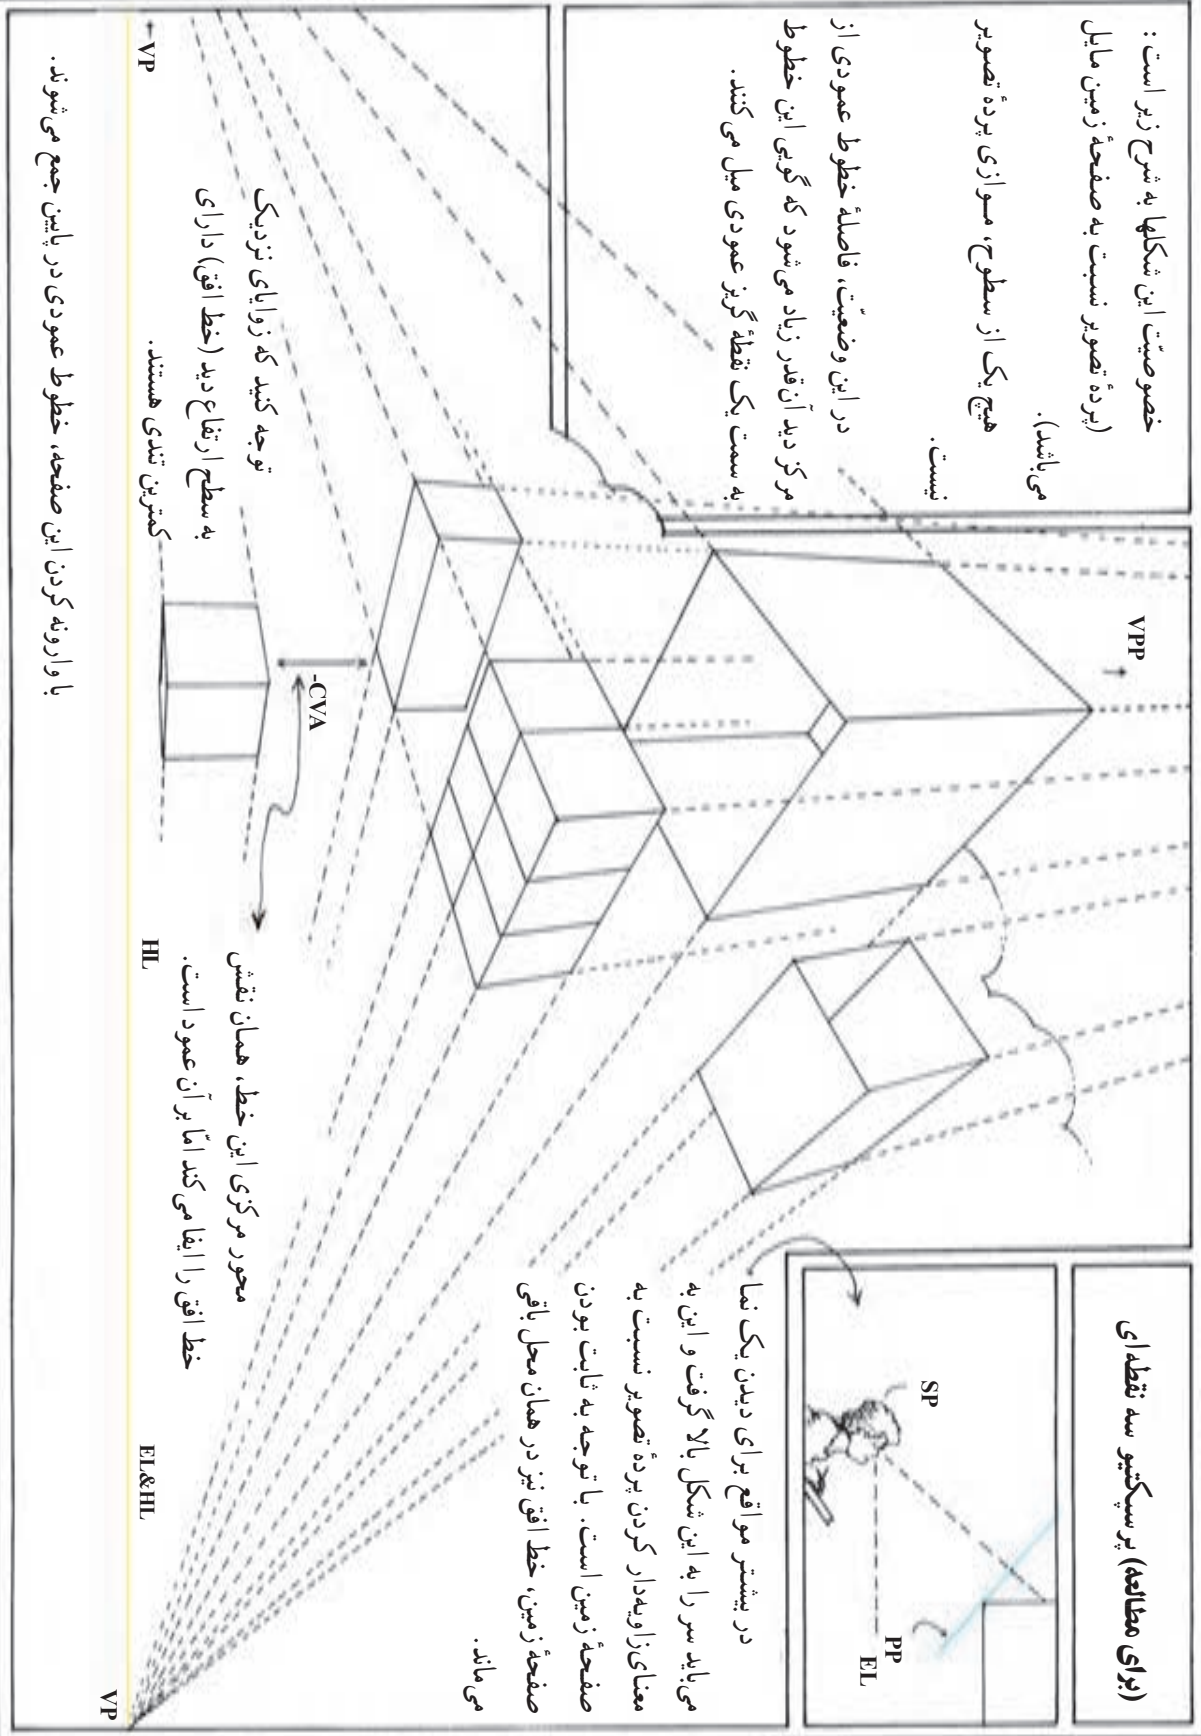 (برای مطالعه) پرسپکتیو سه نقطه‌ای
خصوصیّت این شکلها به شرح زیر است :
(پردهٔ تصویر نسبت به صفحهٔ زمین مایل
می‌باشد).
هیچ یک از سطوح، موازی پردهٔ تصویر
نیست.
در این وضعیّت، فاصلهٔ خطوط عمودی از
مرکز دید آن‌قدر زیاد می‌شود که گویی این خطوط
به سمت یک نقطهٔ گریز عمودی میل می‌کنند.
VPP
SP
PP
EL
در بیشتر مواقع برای دیدن یک نما
می‌باید سر را به این شکل بالا گرفت و این به
معنای زاویه‌دار کردن پردهٔ تصویر نسبت به
صفحهٔ زمین است. با توجه به ثابت بودن
صفحهٔ زمین، خط افق نیز در همان محل باقی
می‌ماند.
توجه کنید که زوایای نزدیک
به سطح ارتفاع دید (خط افق) دارای
کمترین تندی هستند.
-CVA
محور مرکزی این خط، همان نقش
خط افق را ایفا می‌کند امّا بر آن عمود است.
VP
HL
EL&HL
VP
با وارونه کردن این صفحه، خطوط عمودی در پایین جمع می‌شوند.